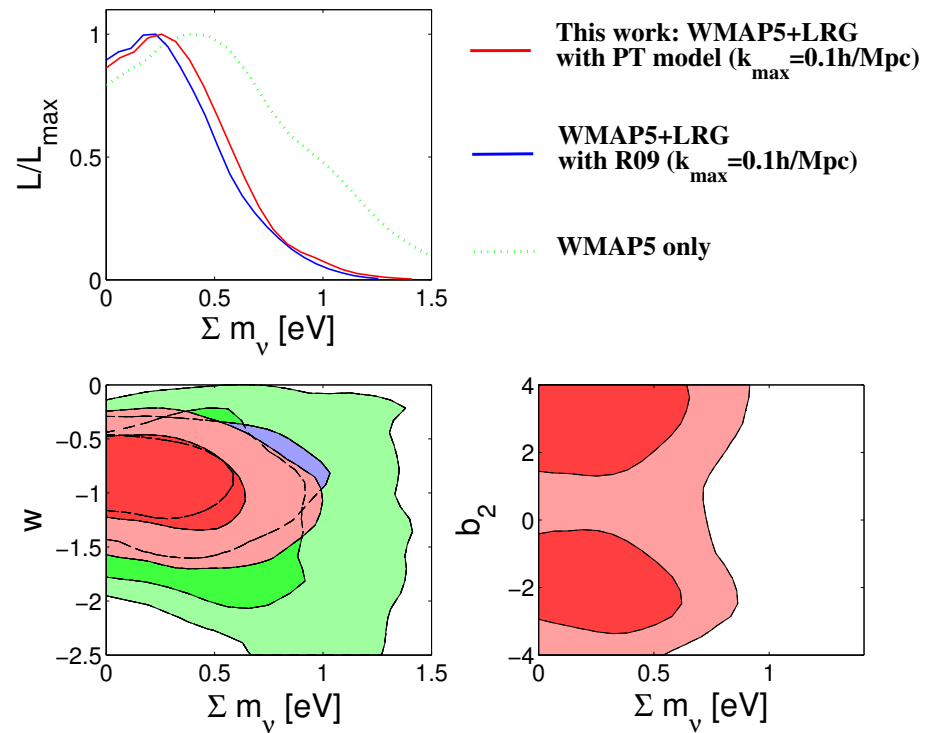 This work: WMAP5+LRG
with PT model (k_max=0.1h/Mpc)
WMAP5+LRG
with R09 (k_max=0.1h/Mpc)
WMAP5 only
L/L_max
1
0.5
0
0 0.5 1 1.5
Σ m_ν [eV]
w
0
−0.5
−1
−1.5
−2
−2.5
0 0.5 1 1.5
Σ m_ν [eV]
b_2
4
2
0
−2
−4
0 1
Σ m_ν [eV]